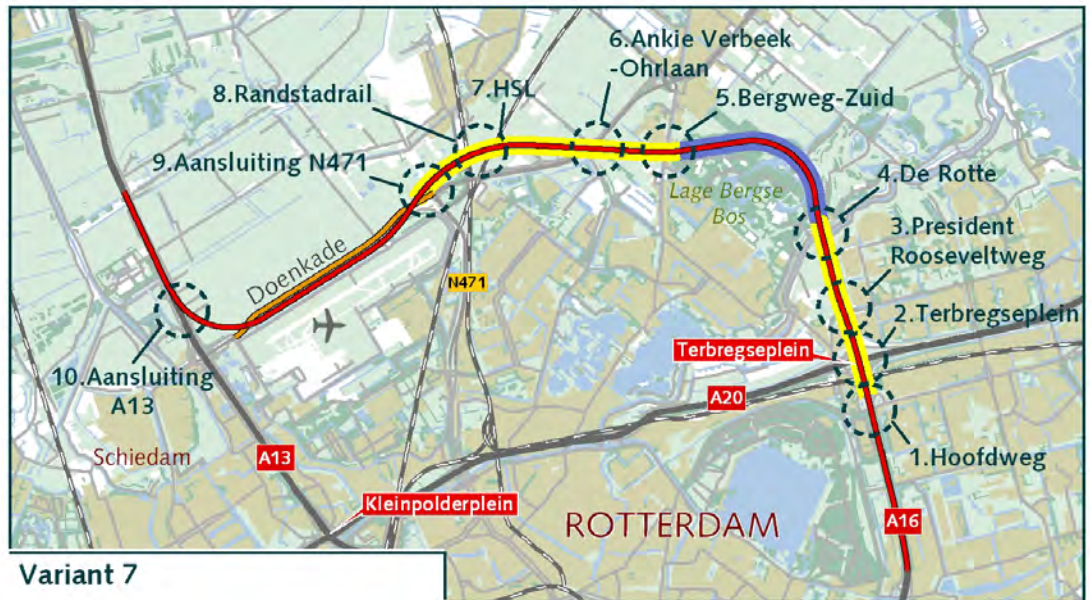 6.Ankie Verbeek
-Ohrlaan
8.Randstadrail
7.HSL
5.Bergweg-Zuid
9.Aansluiting N471
Lage Bergse
Bos
4.De Rotte
3.President
Rooseveltweg
Doenkade
N471
2.Terbregseplein
Terbregseplein
10.Aansluiting
A13
A20
Schiedam
A13
1.Hoofdweg
Kleinpolderplein
ROTTERDAM
A16
Variant 7